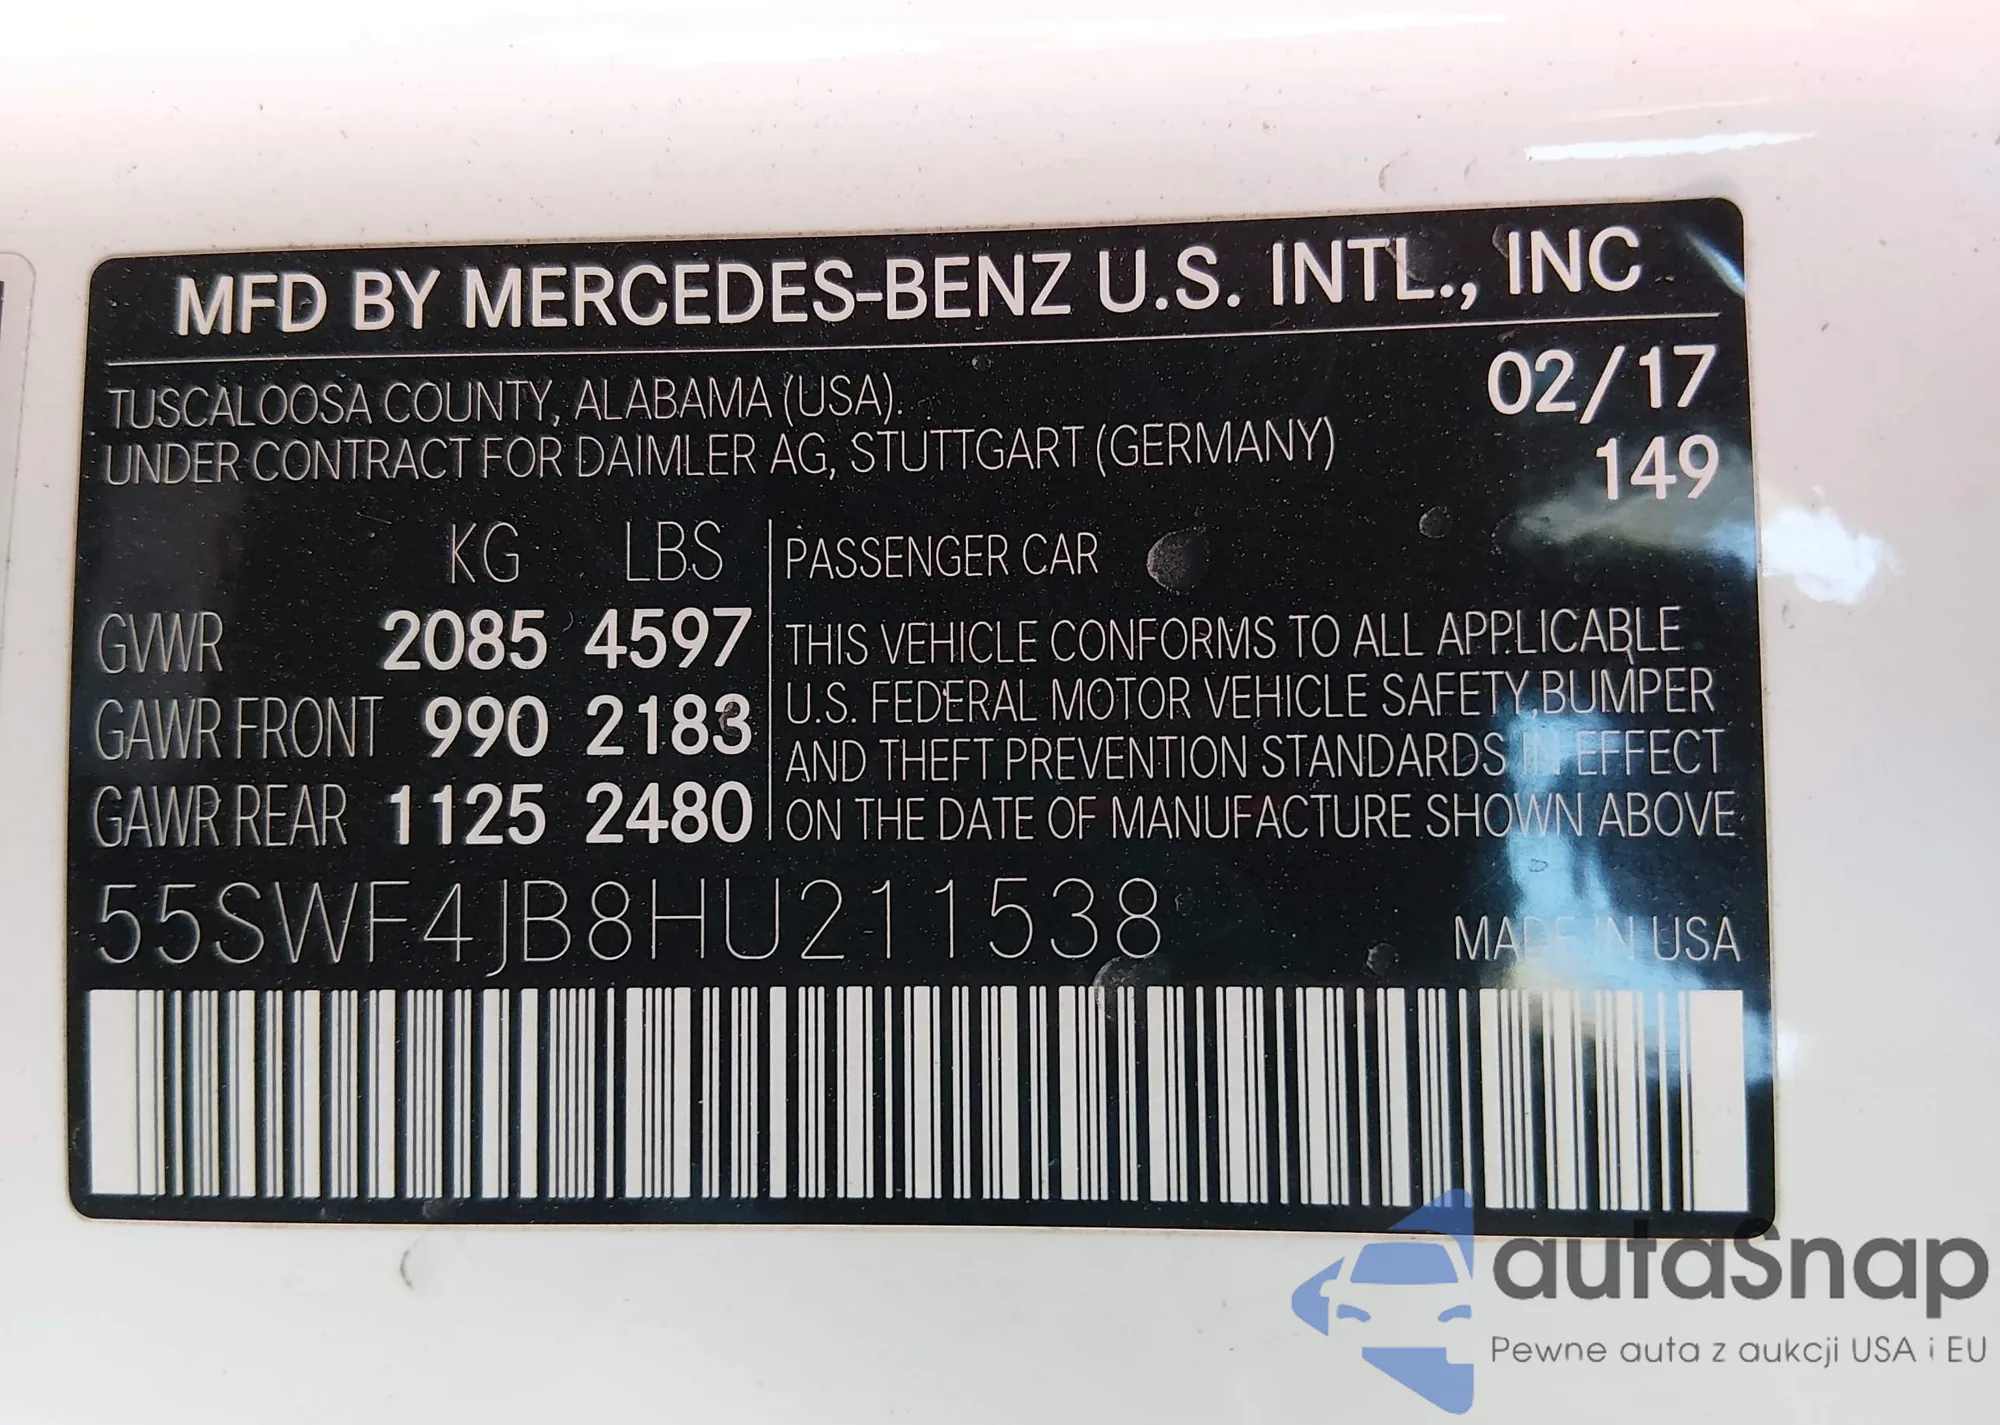 MFD BY MERCEDES-BENZ U.S. INTL., INC
02/17
TUSCALOOSA COUNTY, ALABAMA (USA).
UNDER CONTRACT FOR DAIMLER AG, STUTTGART (GERMANY)
149
KG LBS
GVWR 2085 4597
GAWR FRONT 990 2183
GAWR REAR 1125 2480
PASSENGER CAR
THIS VEHICLE CONFORMS TO ALL APPLICABLE
U.S. FEDERAL MOTOR VEHICLE SAFETY, BUMPER
AND THEFT PREVENTION STANDARDS IN EFFECT
ON THE DATE OF MANUFACTURE SHOWN ABOVE
55SWF4JB8HU211538
MADE IN USA
autaSnap
Pewne auta z aukcji USA i EU